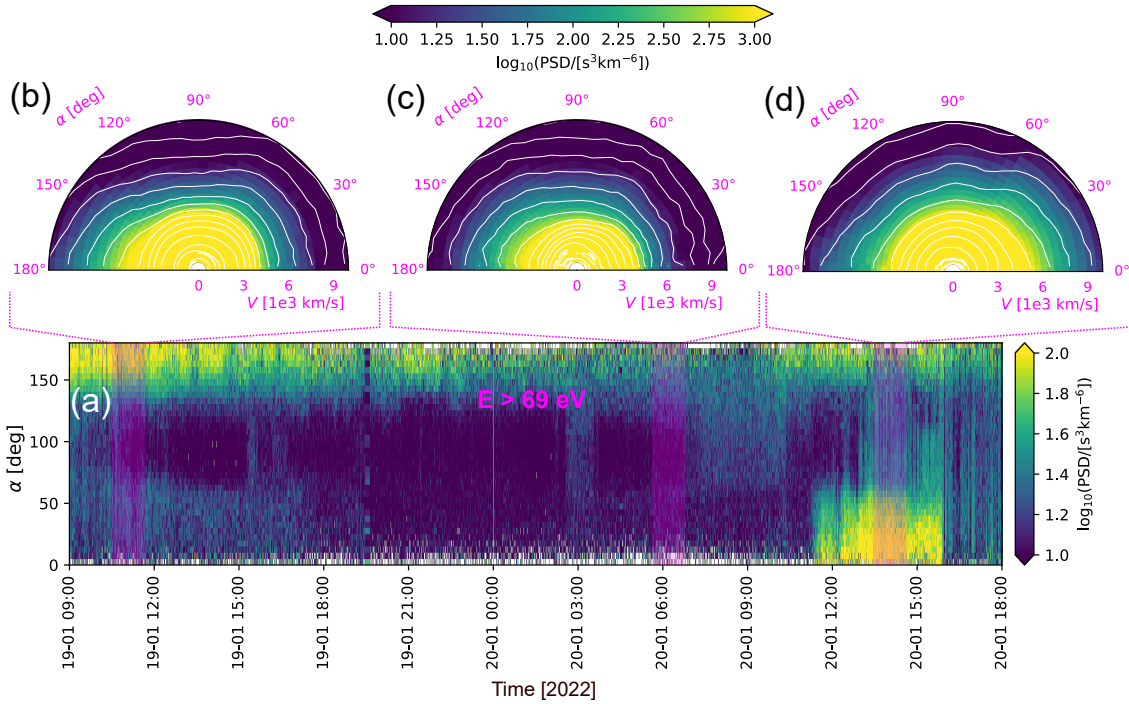 1.00 1.25 1.50 1.75 2.00 2.25 2.50 2.75 3.00
log₁₀(PSD/[s³km⁻⁶])
(b) (c) (d)
α [deg] 90° 120° 60° 150° 30° 180° 0°
0 3 6 9
V [1e3 km/s]
α [deg] 90° 120° 60° 150° 30° 180° 0°
0 3 6 9
V [1e3 km/s]
α [deg] 90° 120° 60° 150° 30° 180° 0°
0 3 6 9
V [1e3 km/s]
(a)
E > 69 eV
α [deg]
150
100
50
0
2.0
1.8
1.6
1.4
1.2
1.0
log₁₀(PSD/[s³km⁻⁶])
19-01 09:00
19-01 12:00
19-01 15:00
19-01 18:00
19-01 21:00
20-01 00:00
20-01 03:00
20-01 06:00
20-01 09:00
20-01 12:00
20-01 15:00
20-01 18:00
Time [2022]